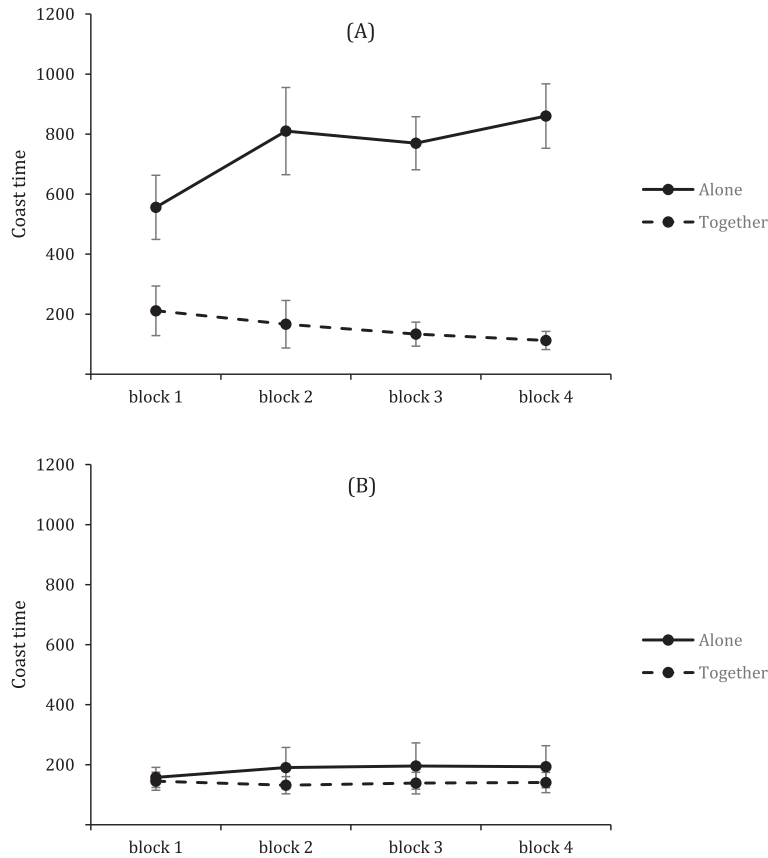 (A)
Coast time
1200
1000
800
600
400
200
block 1
block 2
block 3
block 4
Alone
Together
(B)
Coast time
1200
1000
800
600
400
200
block 1
block 2
block 3
block 4
Alone
Together